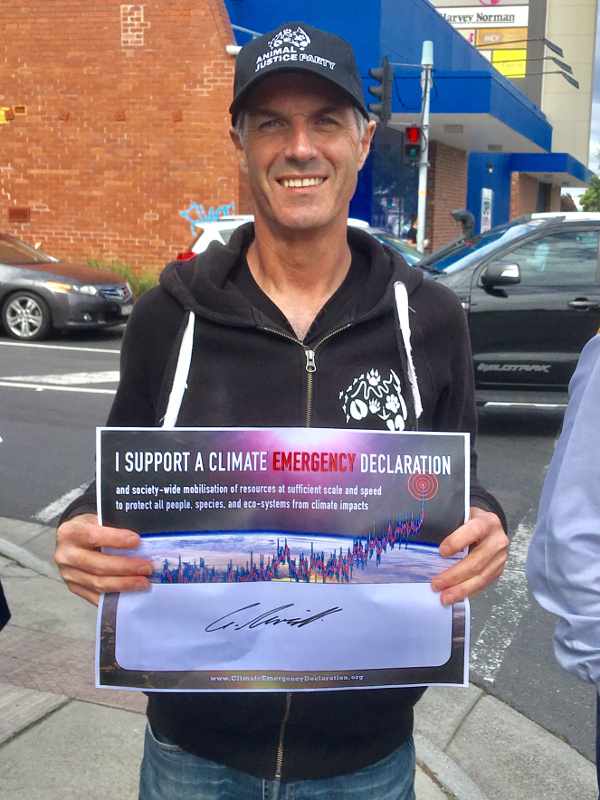 Harvey Norman
ANIMAL
JUSTICE PARTY
WILDTRAK
I SUPPORT A CLIMATE EMERGENCY DECLARATION
and society-wide mobilisation of resources at sufficient scale and speed
to protect all people, species, and eco-systems from climate impacts
www.ClimateEmergencyDeclaration.org